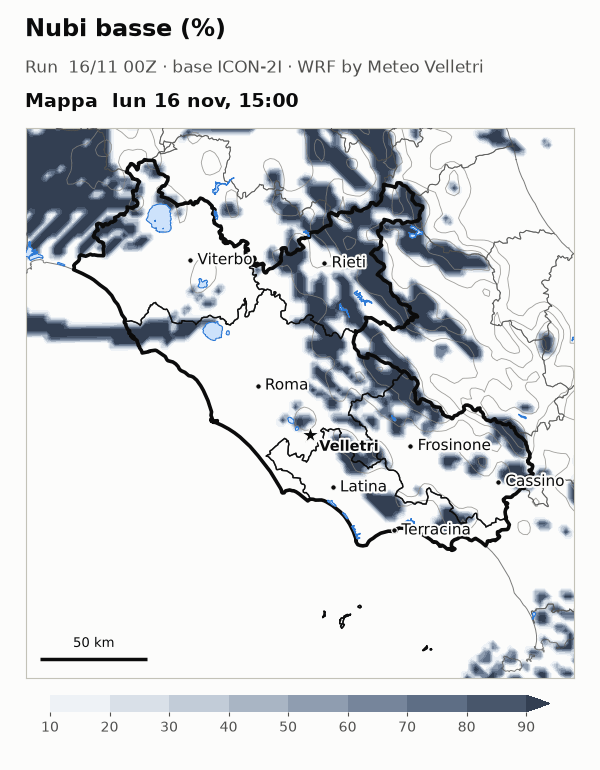 Nubi basse (%)
Run 16/11 00Z · base ICON-2I · WRF by Meteo Velletri
Mappa lun 16 nov, 15:00
Viterbo
Rieti
Roma
Velletri
Frosinone
Latina
Cassino
Terracina
50 km
10 20 30 40 50 60 70 80 90